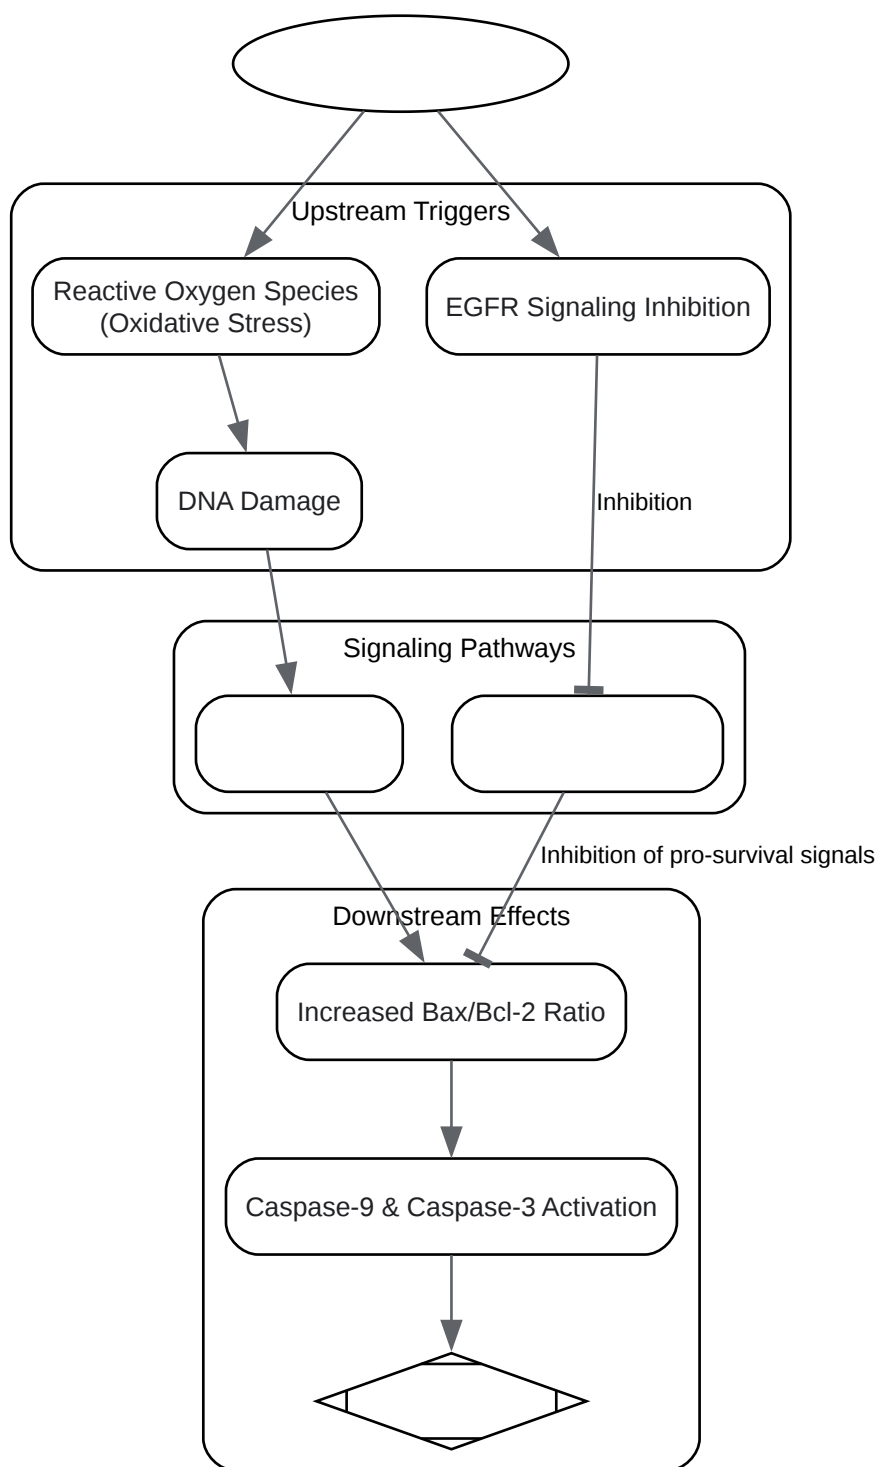 Upstream Triggers
Reactive Oxygen Species
(Oxidative Stress)
EGFR Signaling Inhibition
DNA Damage
Inhibition
Signaling Pathways
Inhibition of pro-survival signals
Downstream Effects
Increased Bax/Bcl-2 Ratio
Caspase-9 & Caspase-3 Activation